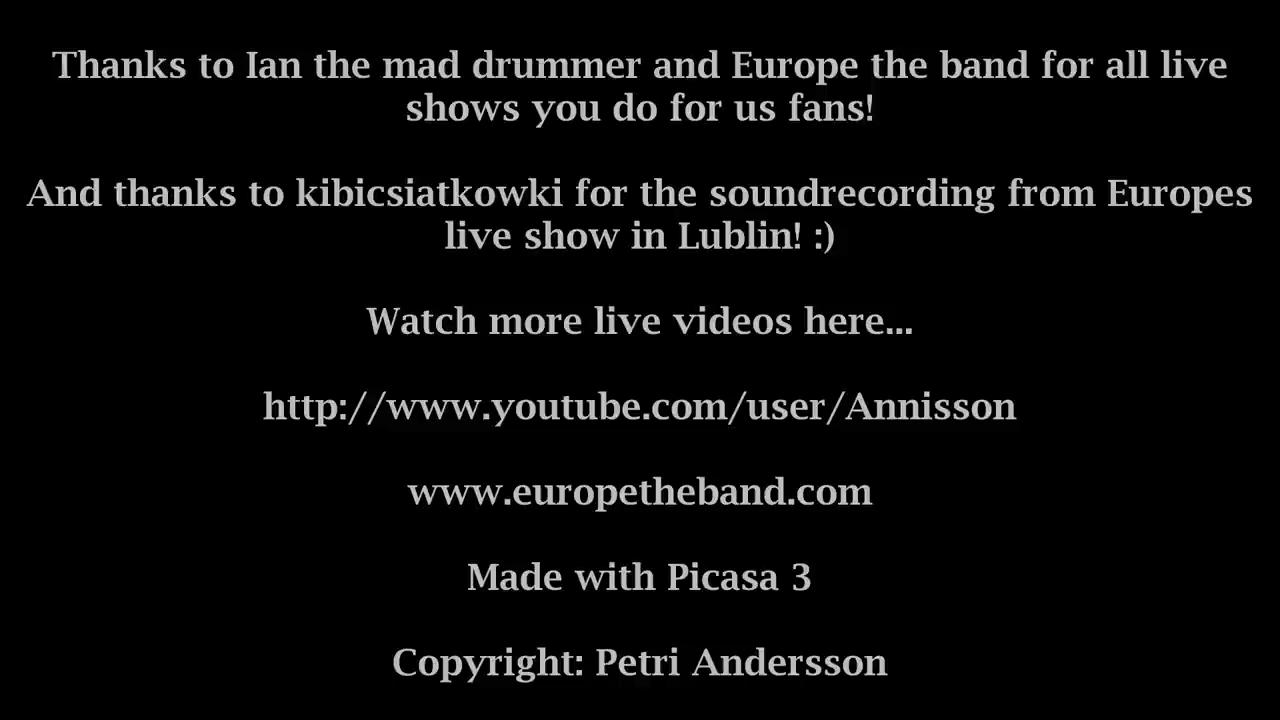 Thanks to Ian the mad drummer and Europe the band for all live
shows you do for us fans!
And thanks to kibicsiatkowki for the soundrecording from Europes
live show in Lublin! :)
Watch more live videos here...
http://www.youtube.com/user/Annisson
www.europetheband.com
Made with Picasa 3
Copyright: Petri Andersson